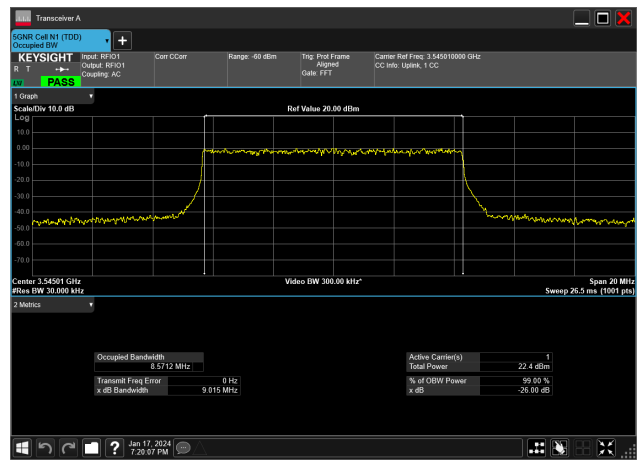 Transceiver A
5GNR Cell N1 (TDD)
Occupied BW
KEYSIGHT
R T
LXI
PASS
Input: RFIO1
Output: RFIO1
Coupling: AC
Corr CCorr
Range: -60 dBm
Trig: Prot Frame
Aligned
Gate: FFT
Carrier Ref Freq: 3.545010000 GHz
CC Info: Uplink, 1 CC
1 Graph
Scale/Div 10.0 dB
Ref Value 20.00 dBm
Log
10.0
0.00
-10.0
-20.0
-30.0
-40.0
-50.0
-60.0
-70.0
Center 3.54501 GHz
Video BW 300.00 kHz*
Span 20 MHz
#Res BW 30.000 kHz
Sweep 26.5 ms (1001 pts)
2 Metrics
Occupied Bandwidth
8.5712 MHz
Transmit Freq Error 0 Hz
x dB Bandwidth 9.015 MHz
Active Carrier(s) 1
Total Power 22.4 dBm
% of OBW Power 99.00 %
x dB -26.00 dB
?
Jan 17, 2024
7:20:07 PM